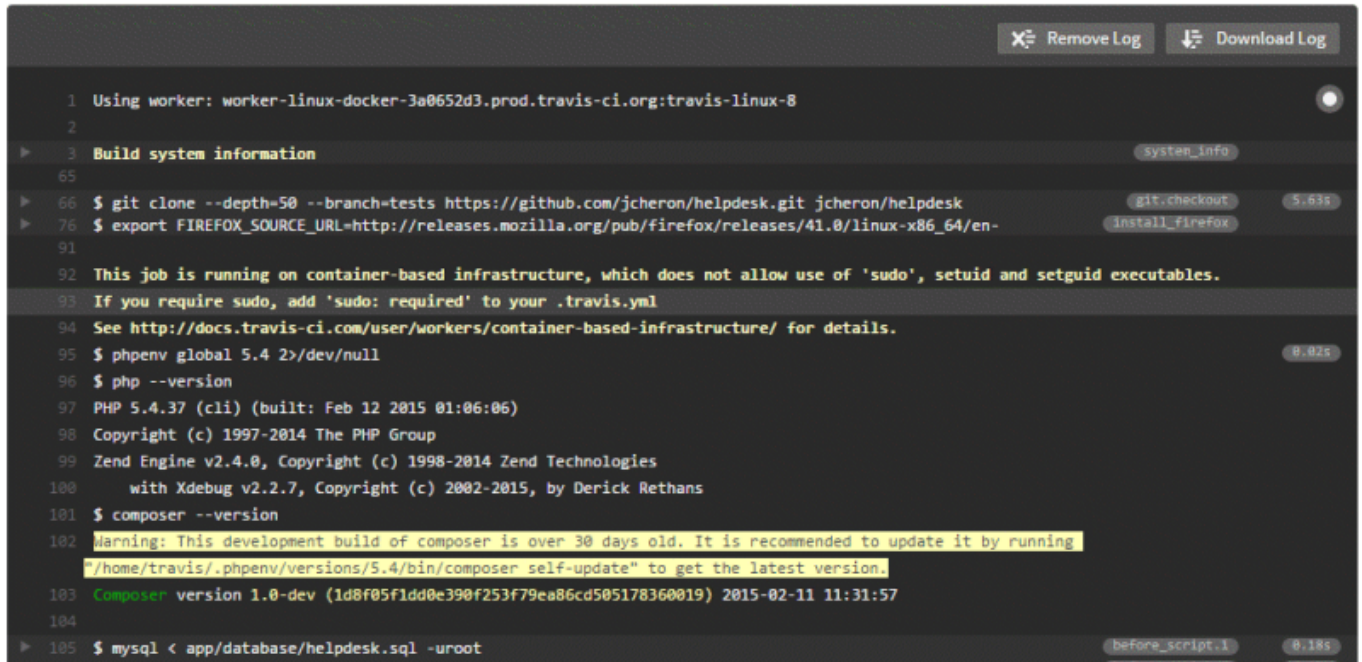 Remove Log Download Log
1 Using worker: worker-linux-docker-3a0652d3.prod.travis-ci.org:travis-linux-8
2
3 Build system information system_info
65
66 $ git clone --depth=50 --branch=tests https://github.com/jcheron/helpdesk.git jcheron/helpdesk git.checkout 5.63s
76 $ export FIREFOX_SOURCE_URL=http://releases.mozilla.org/pub/firefox/releases/41.0/linux-x86_64/en- install_firefox
91
92 This job is running on container-based infrastructure, which does not allow use of 'sudo', setuid and setguid executables.
93 If you require sudo, add 'sudo: required' to your .travis.yml
94 See http://docs.travis-ci.com/user/workers/container-based-infrastructure/ for details.
95 $ phpenv global 5.4 2>/dev/null 0.02s
96 $ php --version
97 PHP 5.4.37 (cli) (built: Feb 12 2015 01:06:06)
98 Copyright (c) 1997-2014 The PHP Group
99 Zend Engine v2.4.0, Copyright (c) 1998-2014 Zend Technologies
100 with Xdebug v2.2.7, Copyright (c) 2002-2015, by Derick Rethans
101 $ composer --version
102 Warning: This development build of composer is over 30 days old. It is recommended to update it by running
"/home/travis/.phpenv/versions/5.4/bin/composer self-update" to get the latest version.
103 Composer version 1.0-dev (1d8f05f1dd0e390f253f79ea86cd505178360019) 2015-02-11 11:31:57
104
105 $ mysql < app/database/helpdesk.sql -uroot before_script.1 0.18s